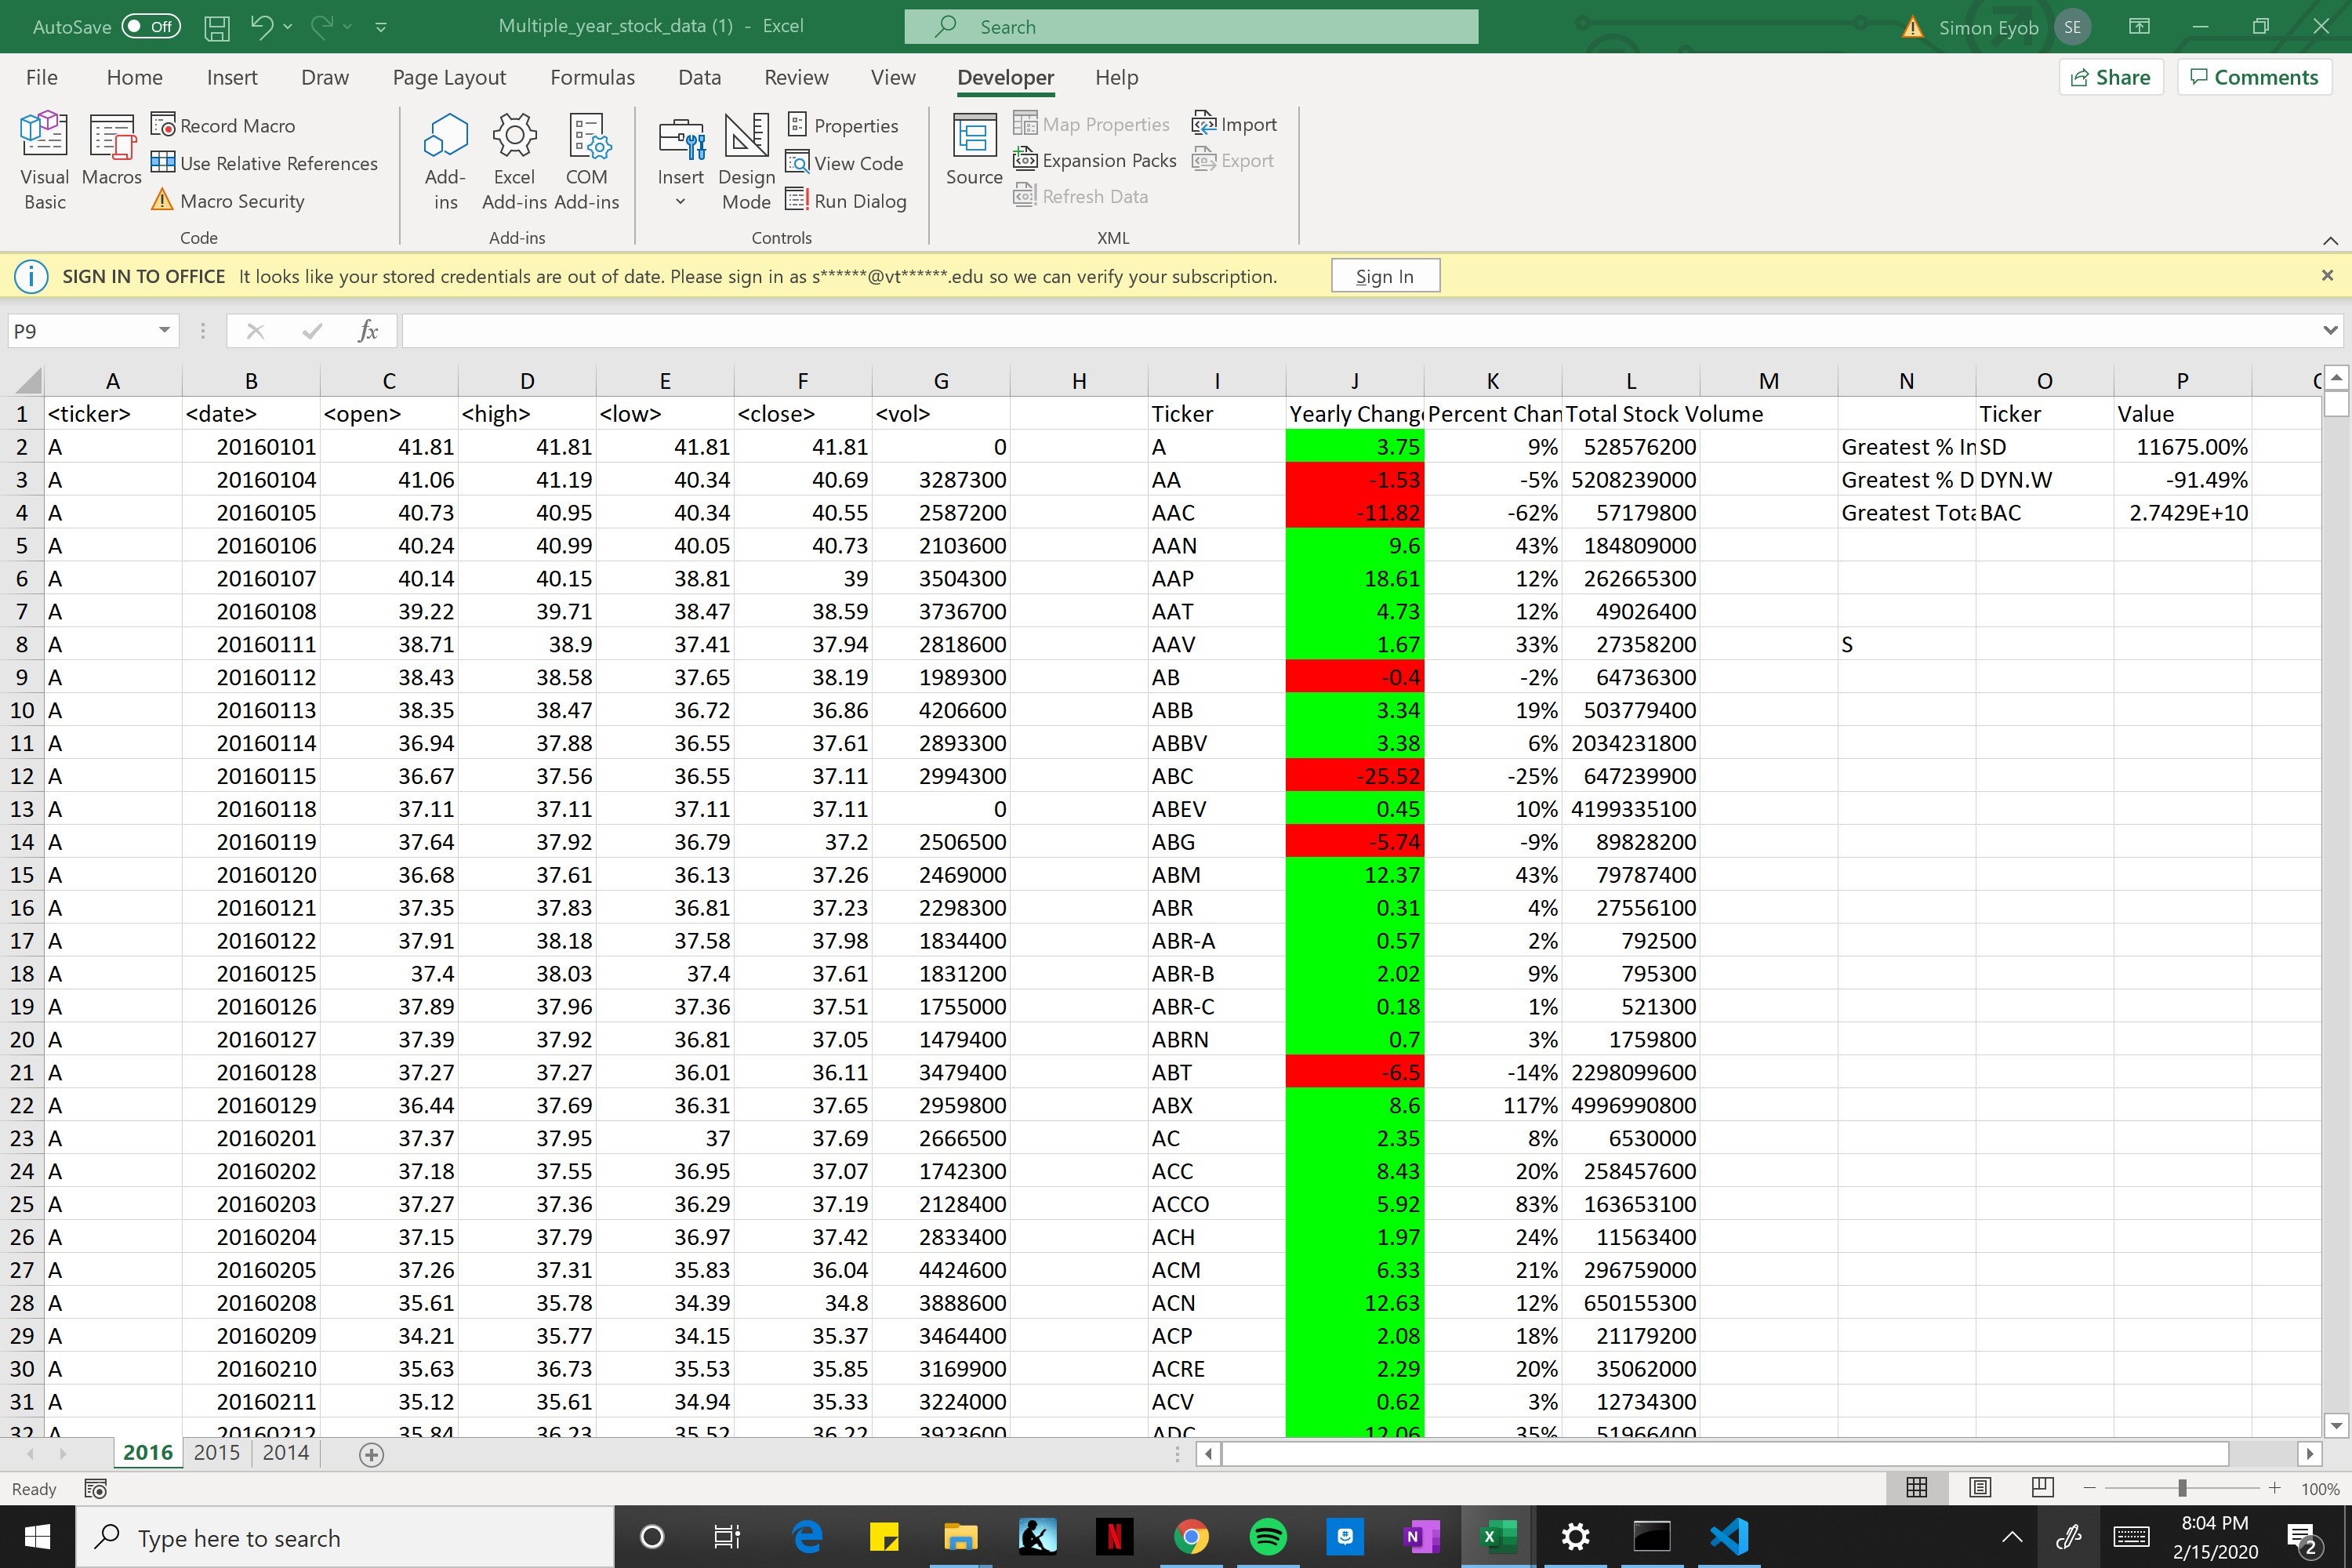 AutoSave Off Multiple_year_stock_data (1) - Excel Search Simon Eyob SE
File Home Insert Draw Page Layout Formulas Data Review View Developer Help Share Comments
Visual Basic Macros Record Macro Use Relative References Macro Security
Add-ins Excel Add-ins COM Add-ins
Insert Design Mode Properties View Code Run Dialog
Source Map Properties Expansion Packs Refresh Data Import Export
Code Add-ins Controls XML
SIGN IN TO OFFICE It looks like your stored credentials are out of date. Please sign in as s******@vt******.edu so we can verify your subscription. Sign In
P9 fx
A B C D E F G H I J K L M N O P
1 <ticker> <date> <open> <high> <low> <close> <vol> Ticker Yearly Chang Percent Chan Total Stock Volume Ticker Value
2 A 20160101 41.81 41.81 41.81 41.81 0 A 3.75 9% 528576200 Greatest % In SD 11675.00%
3 A 20160104 41.06 41.19 40.34 40.69 3287300 AA -1.53 -5% 5208239000 Greatest % D DYN.W -91.49%
4 A 20160105 40.73 40.95 40.34 40.55 2587200 AAC -11.82 -62% 57179800 Greatest Tota BAC 2.7429E+10
5 A 20160106 40.24 40.99 40.05 40.73 2103600 AAN 9.6 43% 184809000
6 A 20160107 40.14 40.15 38.81 39 3504300 AAP 18.61 12% 262665300
7 A 20160108 39.22 39.71 38.47 38.59 3736700 AAT 4.73 12% 49026400
8 A 20160111 38.71 38.9 37.41 37.94 2818600 AAV 1.67 33% 27358200 S
9 A 20160112 38.43 38.58 37.65 38.19 1989300 AB -0.4 -2% 64736300
10 A 20160113 38.35 38.47 36.72 36.86 4206600 ABB 3.34 19% 503779400
11 A 20160114 36.94 37.88 36.55 37.61 2893300 ABBV 3.38 6% 2034231800
12 A 20160115 36.67 37.56 36.55 37.11 2994300 ABC -25.52 -25% 647239900
13 A 20160118 37.11 37.11 37.11 37.11 0 ABEV 0.45 10% 4199335100
14 A 20160119 37.64 37.92 36.79 37.2 2506500 ABG -5.74 -9% 89828200
15 A 20160120 36.68 37.61 36.13 37.26 2469000 ABM 12.37 43% 79787400
16 A 20160121 37.35 37.83 36.81 37.23 2298300 ABR 0.31 4% 27556100
17 A 20160122 37.91 38.18 37.58 37.98 1834400 ABR-A 0.57 2% 792500
18 A 20160125 37.4 38.03 37.4 37.61 1831200 ABR-B 2.02 9% 795300
19 A 20160126 37.89 37.96 37.36 37.51 1755000 ABR-C 0.18 1% 521300
20 A 20160127 37.39 37.92 36.81 37.05 1479400 ABRN 0.7 3% 1759800
21 A 20160128 37.27 37.27 36.01 36.11 3479400 ABT -6.5 -14% 2298099600
22 A 20160129 36.44 37.69 36.31 37.65 2959800 ABX 8.6 117% 4996990800
23 A 20160201 37.37 37.95 37 37.69 2666500 AC 2.35 8% 6530000
24 A 20160202 37.18 37.55 36.95 37.07 1742300 ACC 8.43 20% 258457600
25 A 20160203 37.27 37.36 36.29 37.19 2128400 ACCO 5.92 83% 163653100
26 A 20160204 37.15 37.79 36.97 37.42 2833400 ACH 1.97 24% 11563400
27 A 20160205 37.26 37.31 35.83 36.04 4424600 ACM 6.33 21% 296759000
28 A 20160208 35.61 35.78 34.39 34.8 3888600 ACN 12.63 12% 650155300
29 A 20160209 34.21 35.77 34.15 35.37 3464400 ACP 2.08 18% 21179200
30 A 20160210 35.63 36.73 35.53 35.85 3169900 ACRE 2.29 20% 35062000
31 A 20160211 35.12 35.61 34.94 35.33 3224000 ACV 0.62 3% 12734300
32 A 20160212 35.84 36.23 35.52 36.22 3923600 ADC 12.06 35% 51966400
2016 2015 2014
Ready 100%
Type here to search 8:04 PM
2/15/2020 2